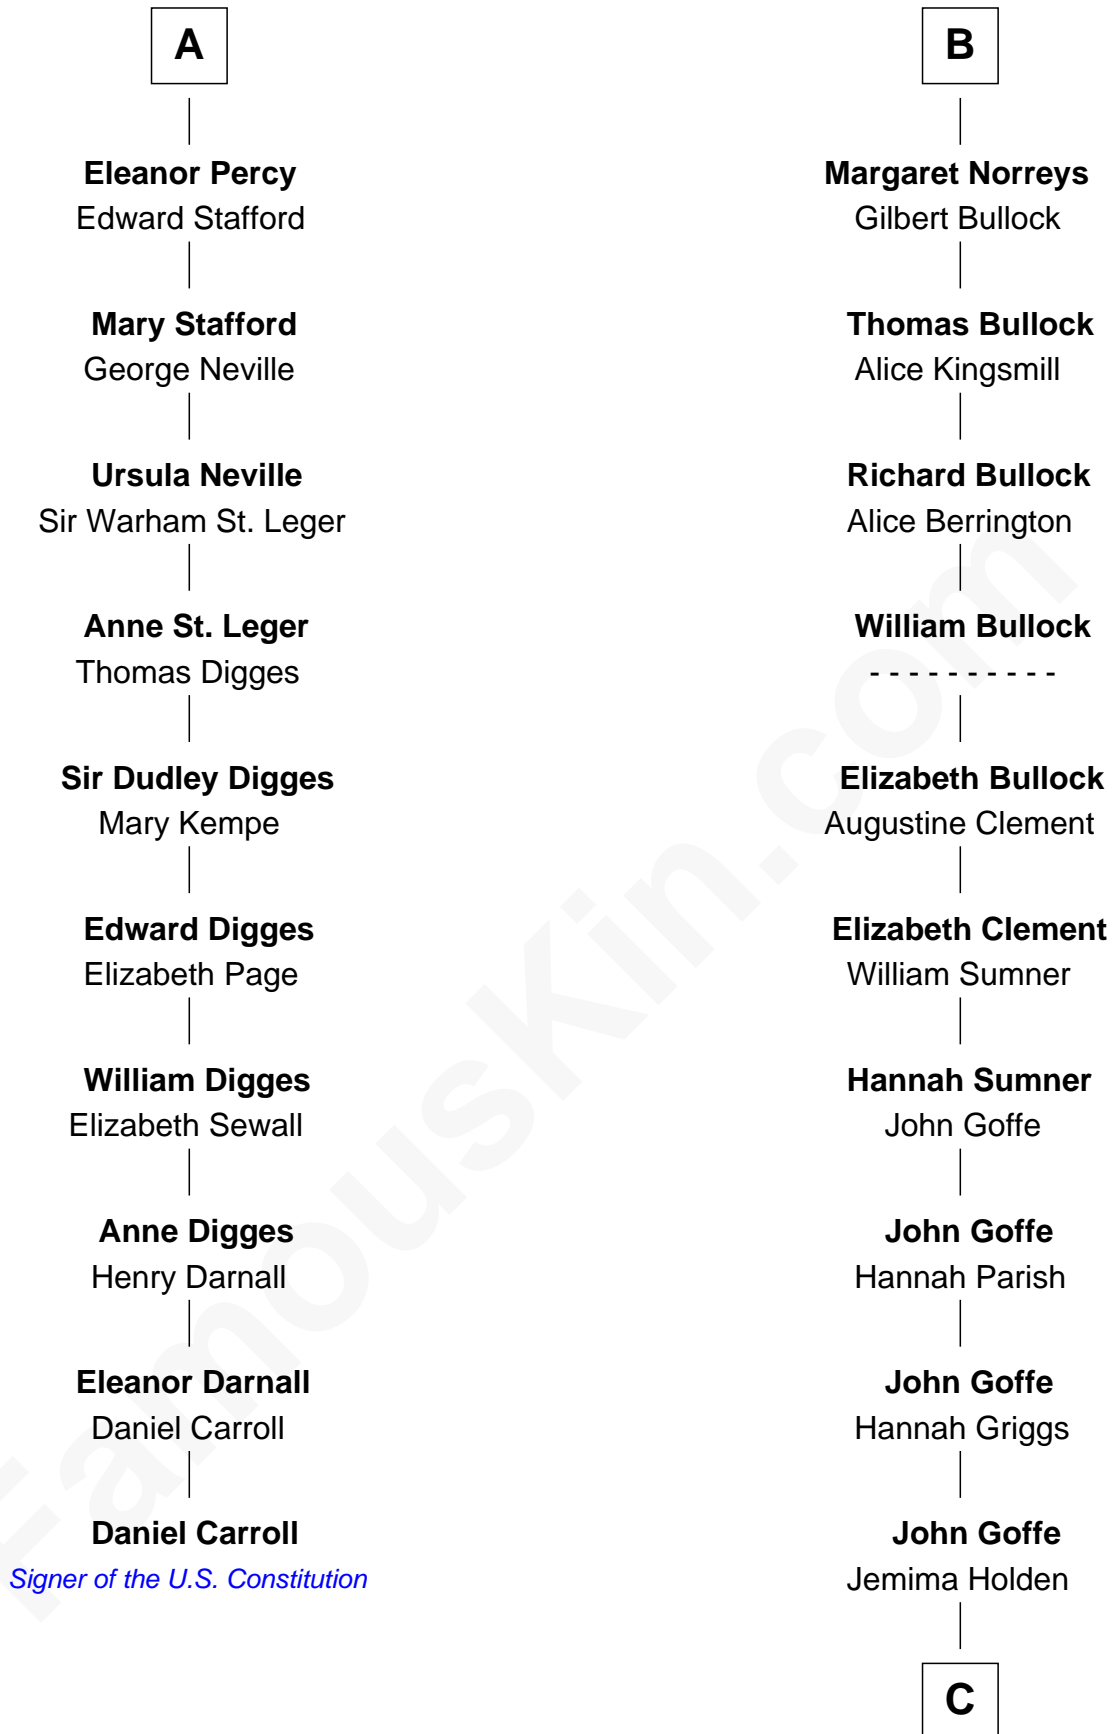 A
Eleanor Percy
Edward Stafford
Mary Stafford
George Neville
Ursula Neville
Sir Warham St. Leger
Anne St. Leger
Thomas Digges
Sir Dudley Digges
Mary Kempe
Edward Digges
Elizabeth Page
William Digges
Elizabeth Sewall
Anne Digges
Henry Darnall
Eleanor Darnall
Daniel Carroll
Daniel Carroll
Signer of the U.S. Constitution
B
Margaret Norreys
Gilbert Bullock
Thomas Bullock
Alice Kingsmill
Richard Bullock
Alice Berrington
William Bullock
- - - - - - - - - -
Elizabeth Bullock
Augustine Clement
Elizabeth Clement
William Sumner
Hannah Sumner
John Goffe
John Goffe
Hannah Parish
John Goffe
Hannah Griggs
John Goffe
Jemima Holden
C
FamousKin.com